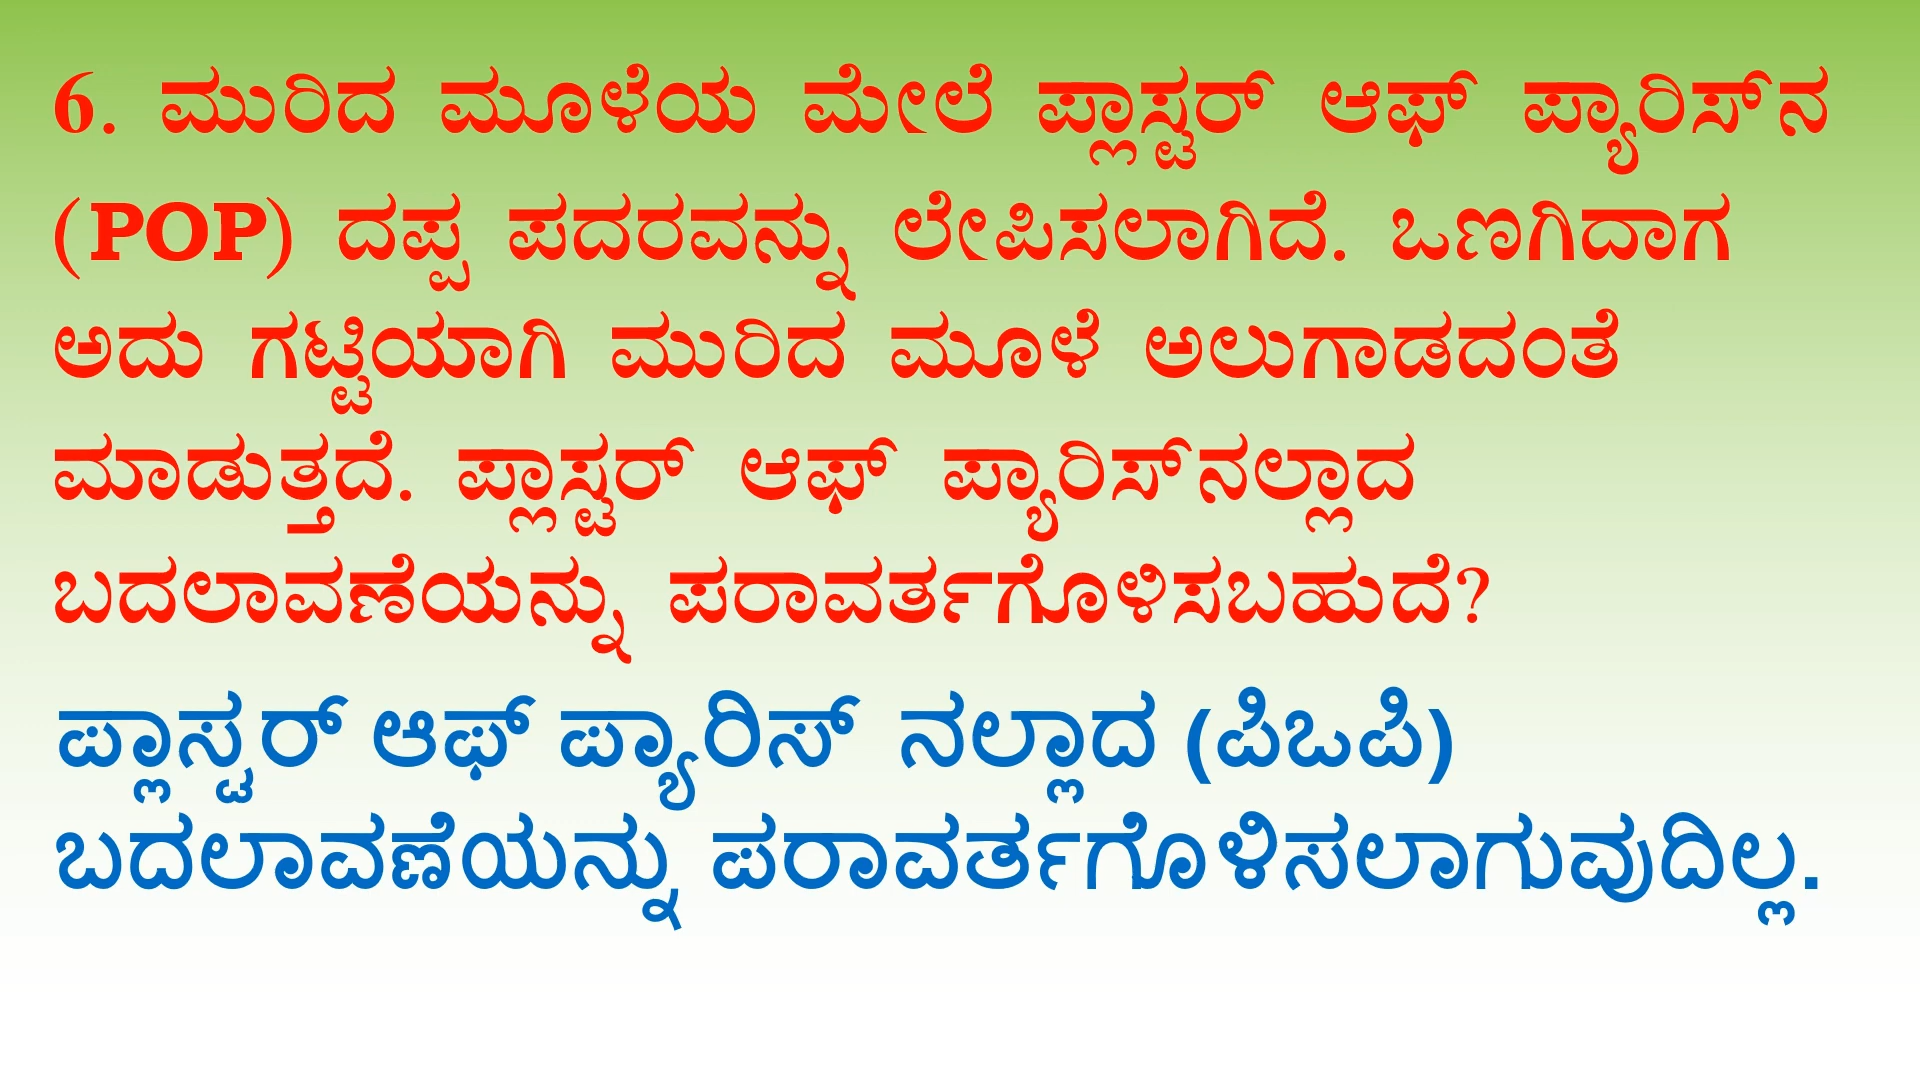 6. ಮುರಿದ ಮೂಳೆಯ ಮೇಲೆ ಪ್ಲಾಸ್ಟರ್ ಆಫ್ ಪ್ಯಾರಿಸ್‌ನ
(POP) ದಪ್ಪ ಪದರವನ್ನು ಲೇಪಿಸಲಾಗಿದೆ. ಒಣಗಿದಾಗ
ಅದು ಗಟ್ಟಿಯಾಗಿ ಮುರಿದ ಮೂಳೆ ಅಲುಗಾಡದಂತೆ
ಮಾಡುತ್ತದೆ. ಪ್ಲಾಸ್ಟರ್ ಆಫ್ ಪ್ಯಾರಿಸ್‌ನಲ್ಲಾದ
ಬದಲಾವಣೆಯನ್ನು ಪರಾವರ್ತಗೊಳಿಸಬಹುದೆ?
ಪ್ಲಾಸ್ಟರ್ ಆಫ್ ಪ್ಯಾರಿಸ್ ನಲ್ಲಾದ (ಪಿಒಪಿ)
ಬದಲಾವಣೆಯನ್ನು ಪರಾವರ್ತಗೊಳಿಸಲಾಗುವುದಿಲ್ಲ.